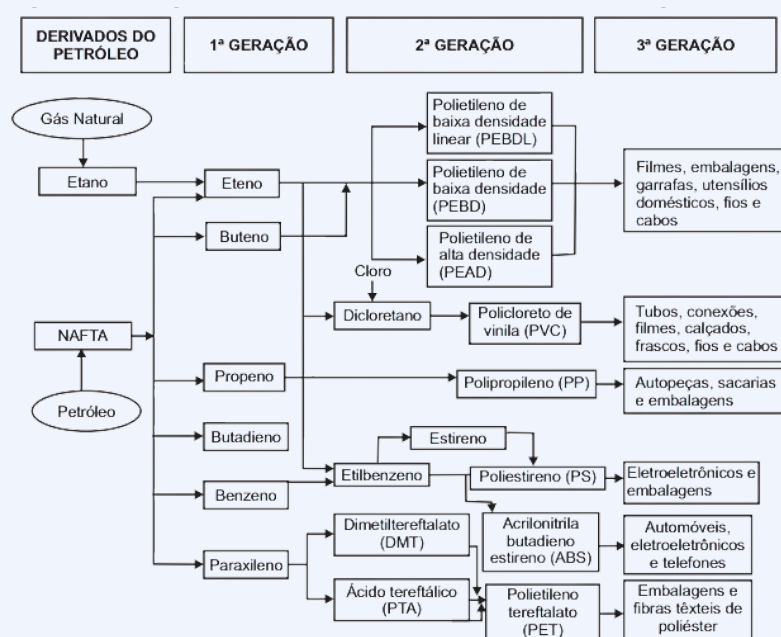 DERIVADOS DO
PETRÓLEO
1ª GERAÇÃO
2ª GERAÇÃO
3ª GERAÇÃO
Gás Natural
Etano
Eteno
Buteno
Polietileno de
baixa densidade
linear (PEBDL)
Polietileno de
baixa densidade
(PEBD)
Polietileno de
alta densidade
(PEAD)
Filmes, embalagens,
garrafas, utensílios
domésticos, fios e
cabos
Cloro
Dicloretano
Policloreto de
vinila (PVC)
Tubos, conexões,
filmes, calçados,
frascos, fios e cabos
NAFTA
Petróleo
Propeno
Polipropileno (PP)
Autopeças, sacarias
e embalagens
Butadieno
Estireno
Benzeno
Etilbenzeno
Poliestireno (PS)
Eletroeletrônicos e
embalagens
Paraxileno
Dimetiltereftalato
(DMT)
Acrilonitrila
butadieno
estireno (ABS)
Automóveis,
eletroeletrônicos
e telefones
Ácido tereftálico
(PTA)
Polietileno
tereftalato
(PET)
Embalagens e
fibras têxteis de
poliéster